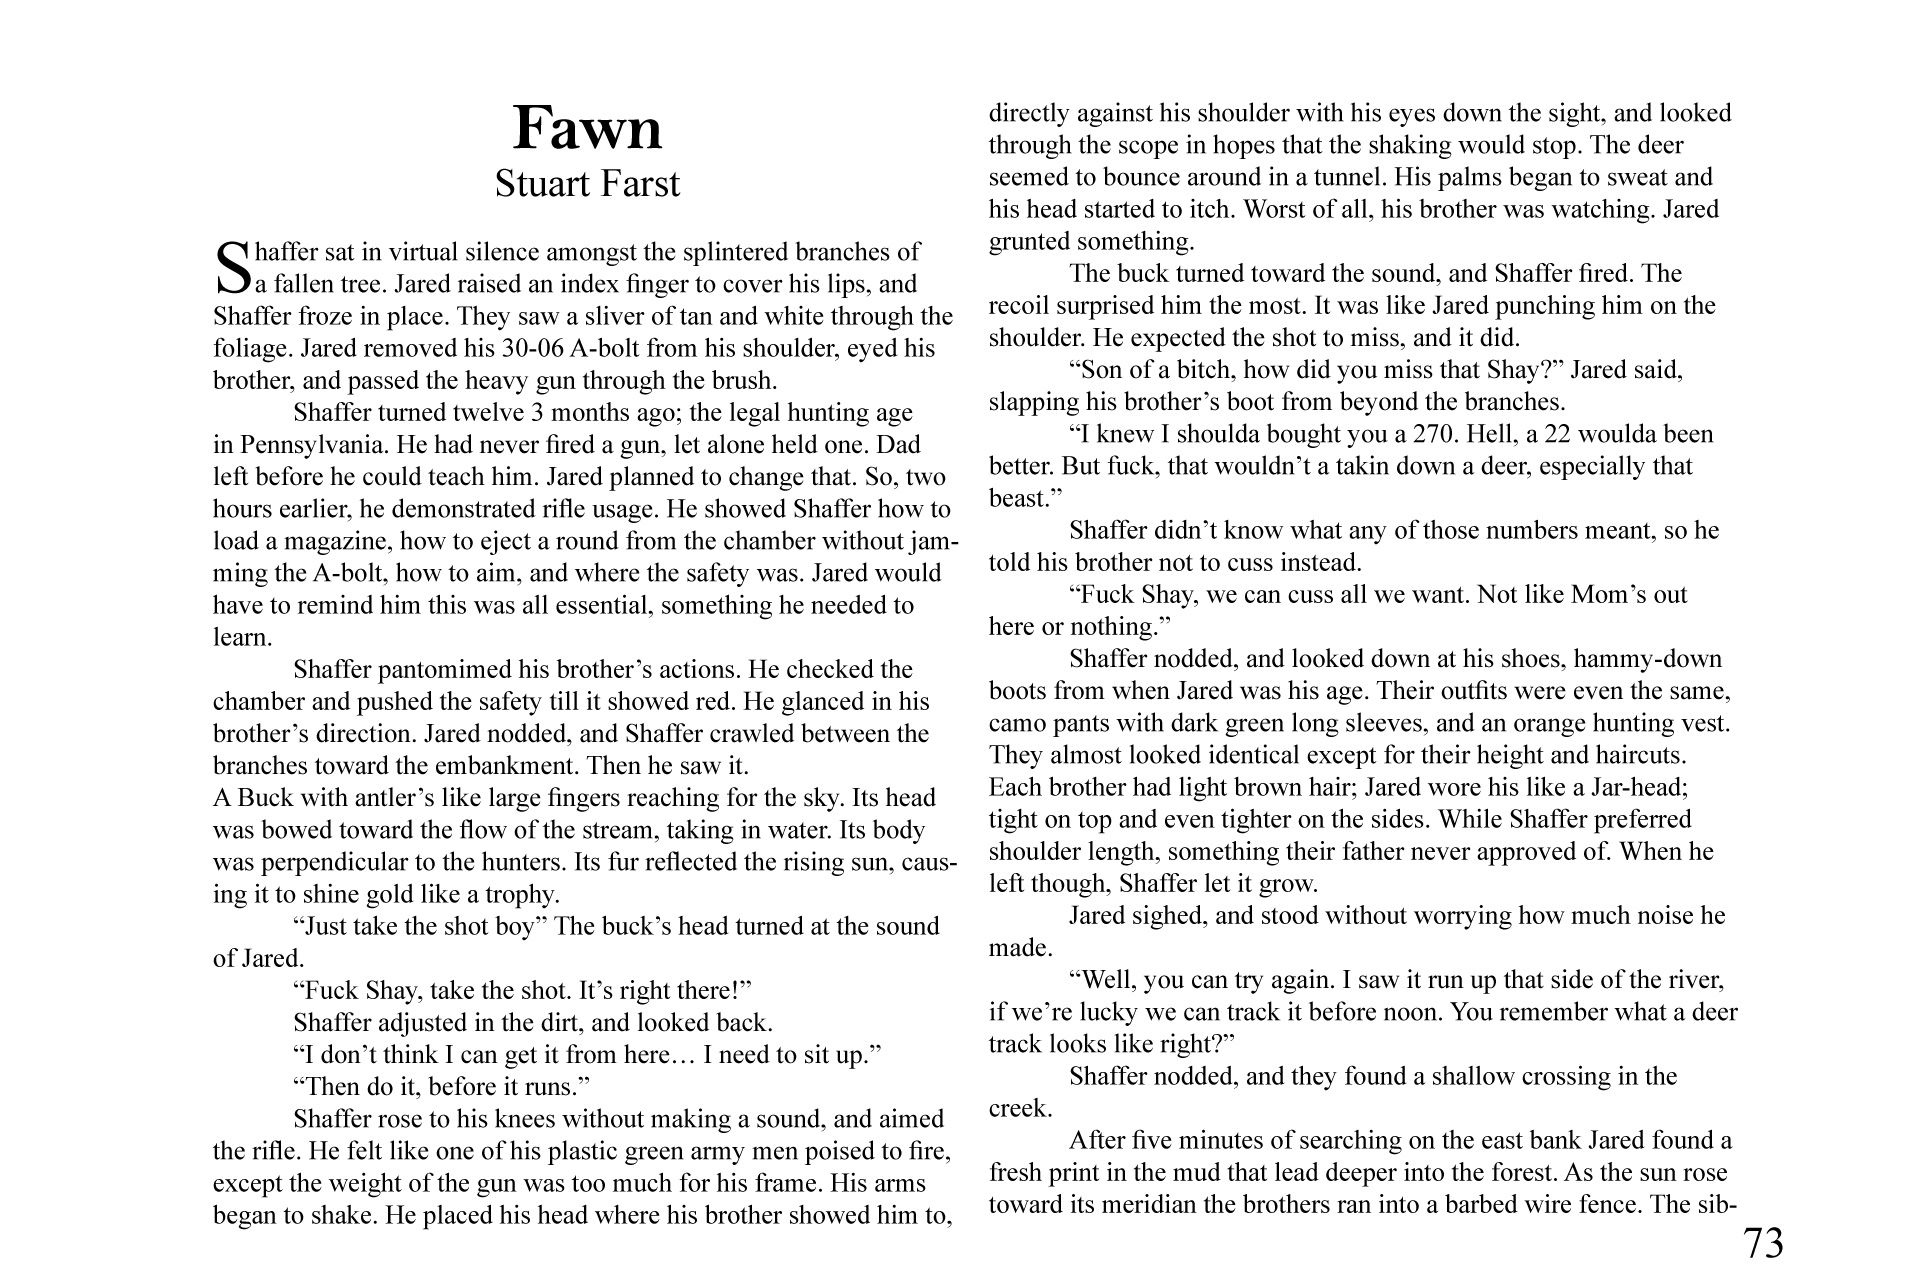 Fawn
Stuart Farst
Shaffer sat in virtual silence amongst the splintered branches of
a fallen tree. Jared raised an index finger to cover his lips, and
Shaffer froze in place. They saw a sliver of tan and white through the
foliage. Jared removed his 30-06 A-bolt from his shoulder, eyed his
brother, and passed the heavy gun through the brush.
Shaffer turned twelve 3 months ago; the legal hunting age
in Pennsylvania. He had never fired a gun, let alone held one. Dad
left before he could teach him. Jared planned to change that. So, two
hours earlier, he demonstrated rifle usage. He showed Shaffer how to
load a magazine, how to eject a round from the chamber without jam-
ming the A-bolt, how to aim, and where the safety was. Jared would
have to remind him this was all essential, something he needed to
learn.
Shaffer pantomimed his brother’s actions. He checked the
chamber and pushed the safety till it showed red. He glanced in his
brother’s direction. Jared nodded, and Shaffer crawled between the
branches toward the embankment. Then he saw it.
A Buck with antler’s like large fingers reaching for the sky. Its head
was bowed toward the flow of the stream, taking in water. Its body
was perpendicular to the hunters. Its fur reflected the rising sun, caus-
ing it to shine gold like a trophy.
“Just take the shot boy” The buck’s head turned at the sound
of Jared.
“Fuck Shay, take the shot. It’s right there!”
Shaffer adjusted in the dirt, and looked back.
“I don’t think I can get it from here… I need to sit up.”
“Then do it, before it runs.”
Shaffer rose to his knees without making a sound, and aimed
the rifle. He felt like one of his plastic green army men poised to fire,
except the weight of the gun was too much for his frame. His arms
began to shake. He placed his head where his brother showed him to,
directly against his shoulder with his eyes down the sight, and looked
through the scope in hopes that the shaking would stop. The deer
seemed to bounce around in a tunnel. His palms began to sweat and
his head started to itch. Worst of all, his brother was watching. Jared
grunted something.
The buck turned toward the sound, and Shaffer fired. The
recoil surprised him the most. It was like Jared punching him on the
shoulder. He expected the shot to miss, and it did.
“Son of a bitch, how did you miss that Shay?” Jared said,
slapping his brother’s boot from beyond the branches.
“I knew I shoulda bought you a 270. Hell, a 22 woulda been
better. But fuck, that wouldn’t a takin down a deer, especially that
beast.”
Shaffer didn’t know what any of those numbers meant, so he
told his brother not to cuss instead.
“Fuck Shay, we can cuss all we want. Not like Mom’s out
here or nothing.”
Shaffer nodded, and looked down at his shoes, hammy-down
boots from when Jared was his age. Their outfits were even the same,
camo pants with dark green long sleeves, and an orange hunting vest.
They almost looked identical except for their height and haircuts.
Each brother had light brown hair; Jared wore his like a Jar-head;
tight on top and even tighter on the sides. While Shaffer preferred
shoulder length, something their father never approved of. When he
left though, Shaffer let it grow.
Jared sighed, and stood without worrying how much noise he
made.
“Well, you can try again. I saw it run up that side of the river,
if we’re lucky we can track it before noon. You remember what a deer
track looks like right?”
Shaffer nodded, and they found a shallow crossing in the
creek.
After five minutes of searching on the east bank Jared found a
fresh print in the mud that lead deeper into the forest. As the sun rose
toward its meridian the brothers ran into a barbed wire fence. The sib-
73